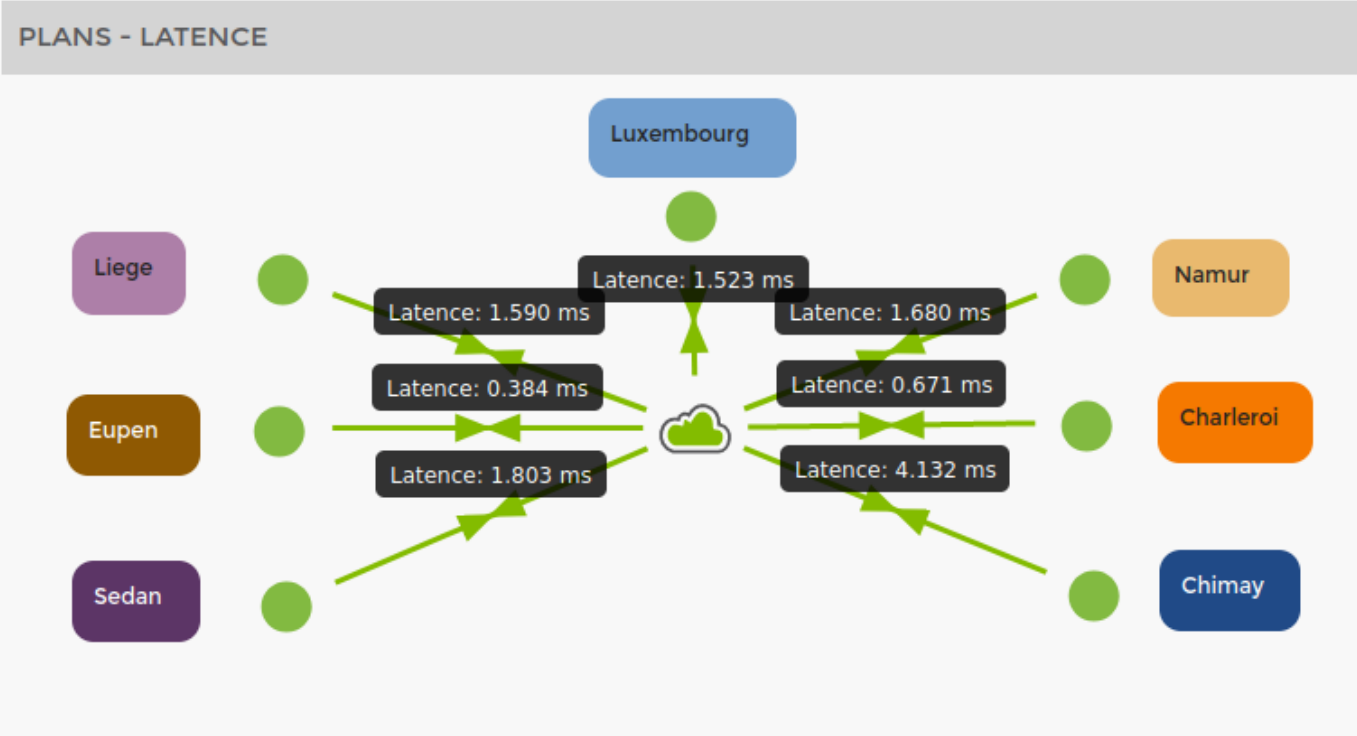 PLANS - LATENCE
Luxembourg
Liege
Namur
Latence: 1.523 ms
Latence: 1.590 ms
Latence: 1.680 ms
Latence: 0.384 ms
Latence: 0.671 ms
Eupen
Charleroi
Latence: 1.803 ms
Latence: 4.132 ms
Sedan
Chimay